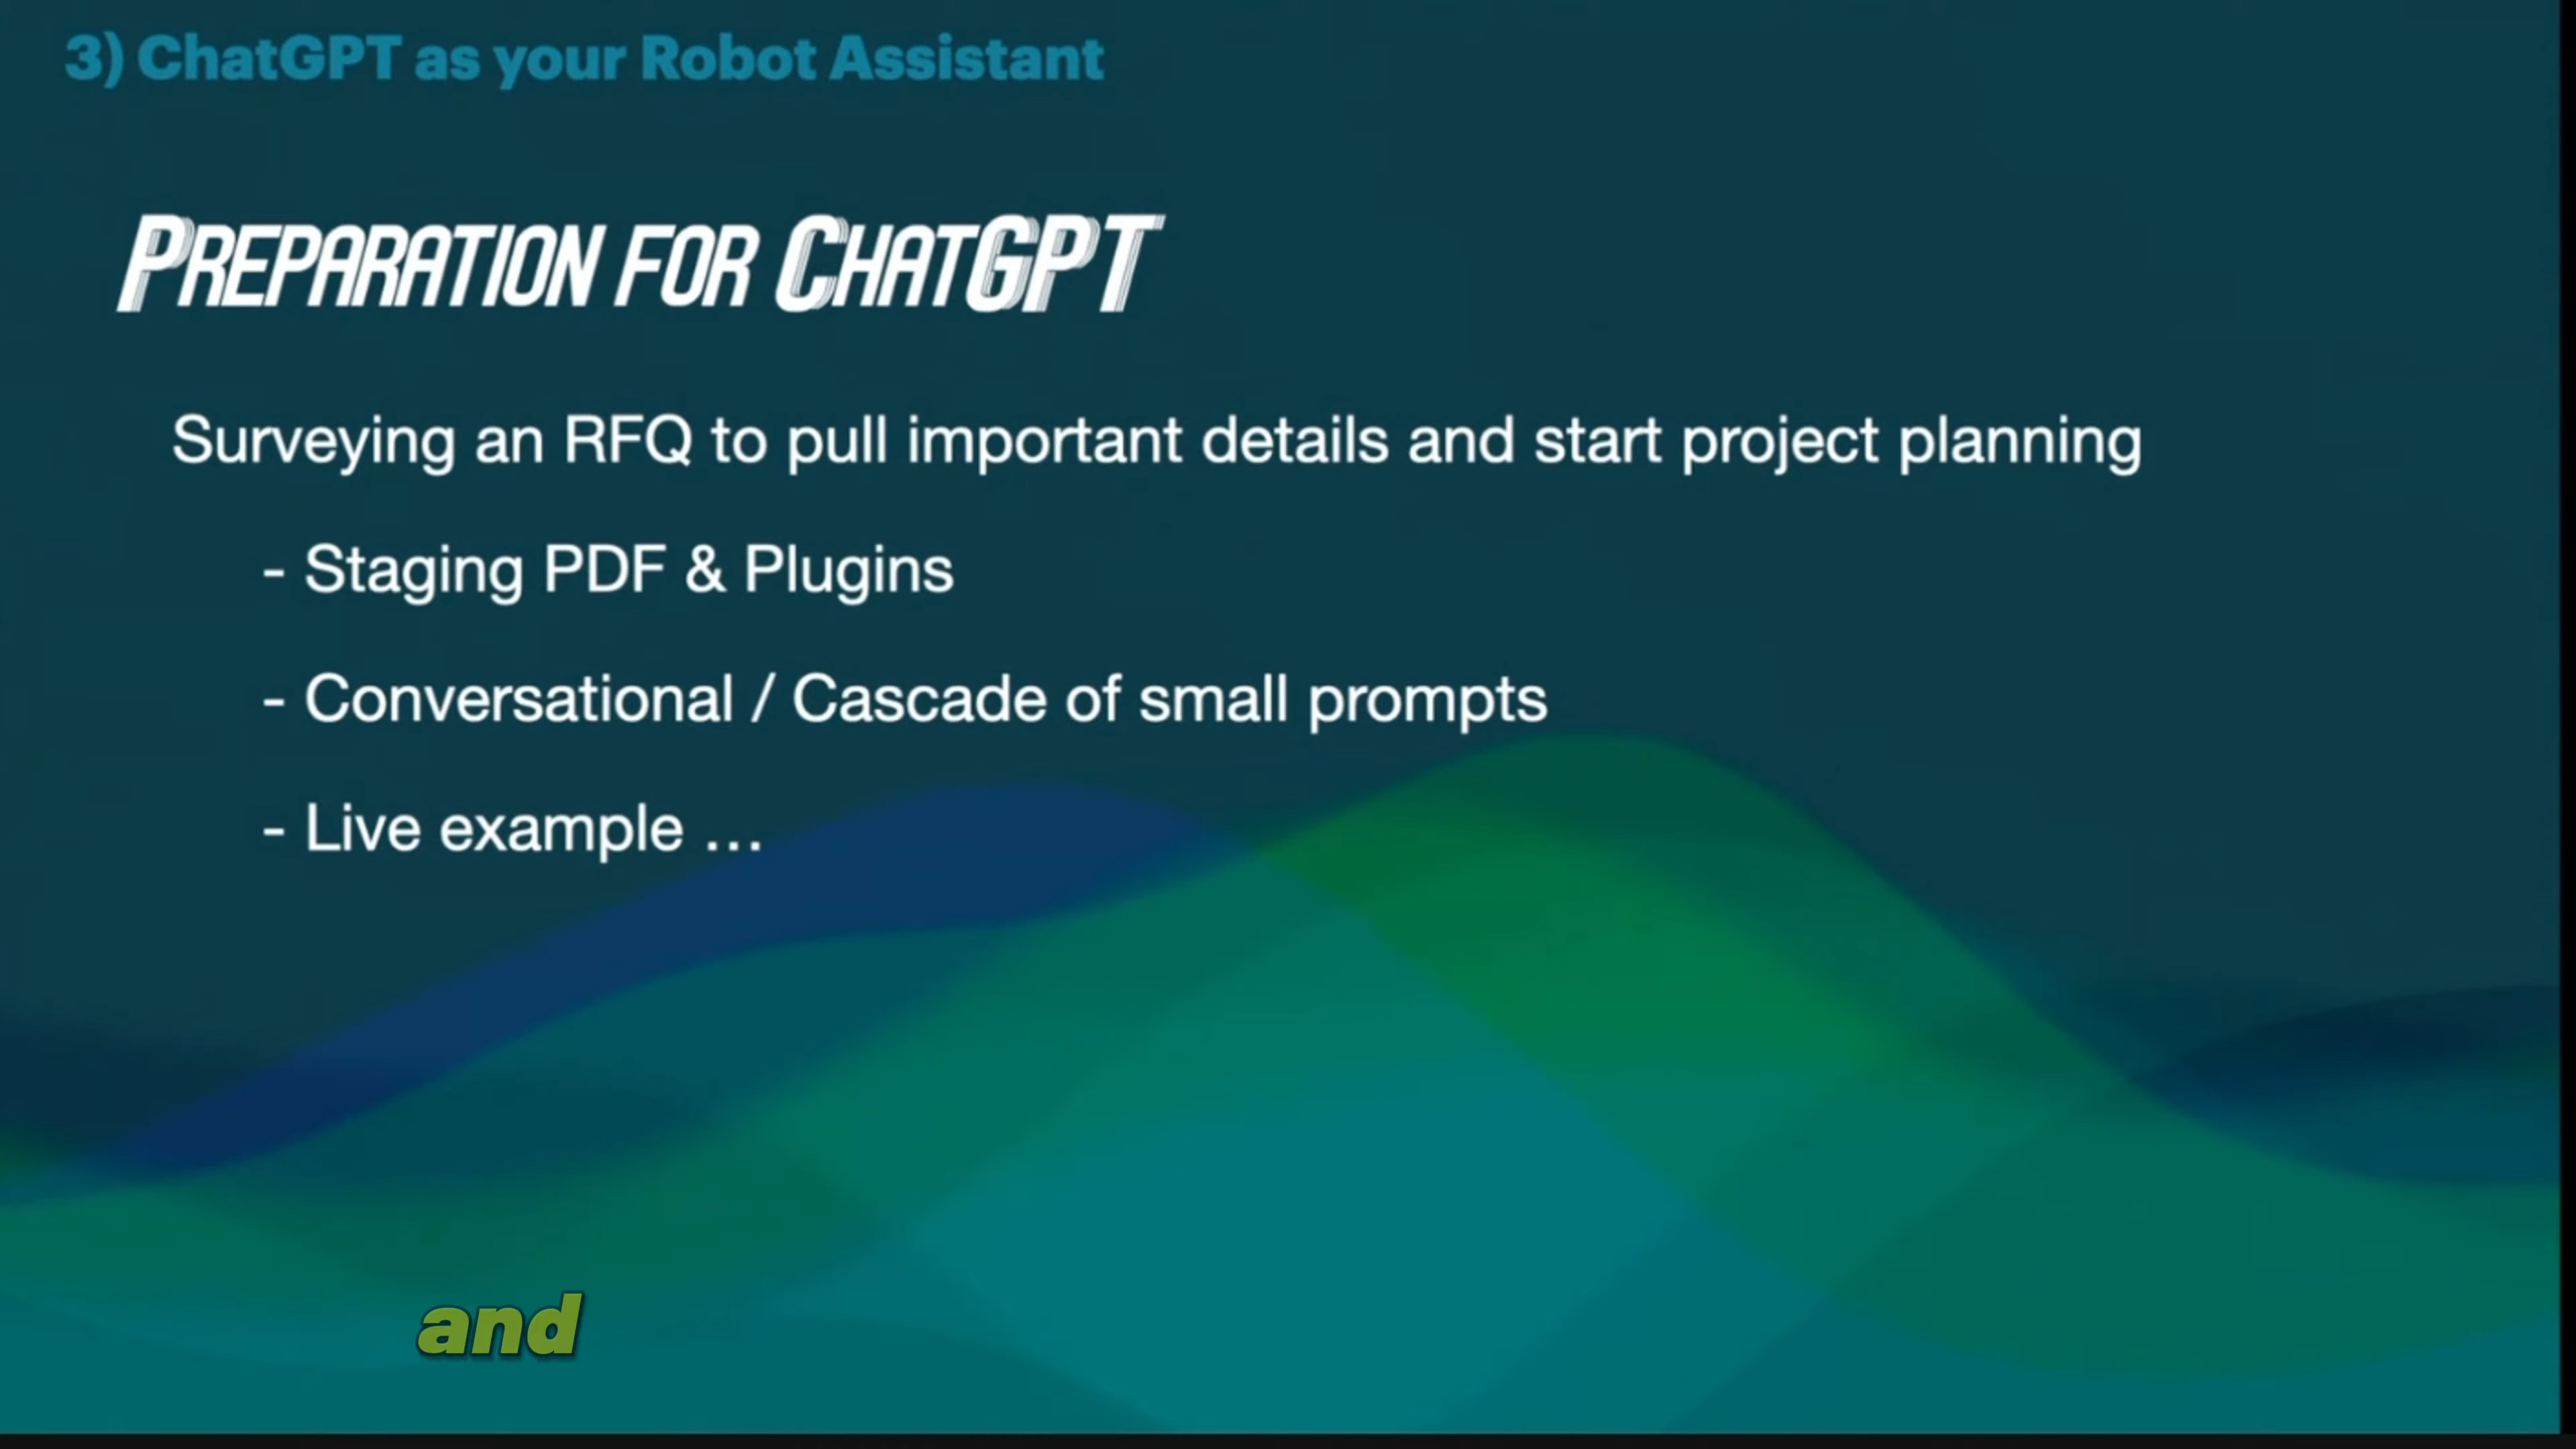 3) ChatGPT as your Robot Assistant
Preparation for ChatGPT
Surveying an RFQ to pull important details and start project planning
- Staging PDF & Plugins
- Conversational / Cascade of small prompts
- Live example ...
and